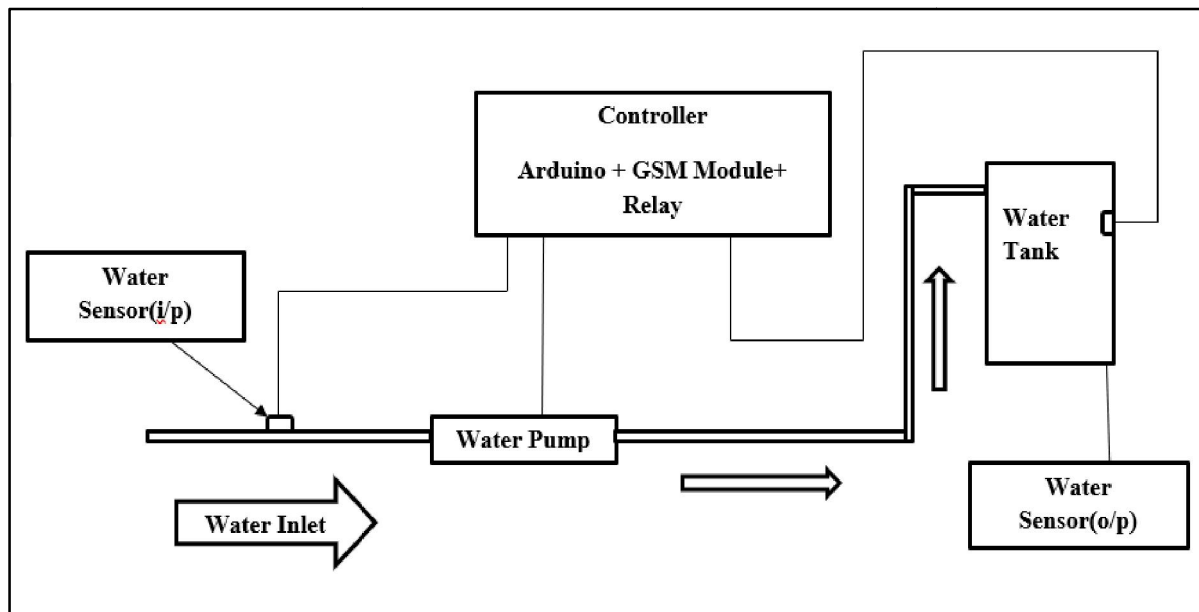 Controller
Arduino + GSM Module+
Relay
Water
Tank
Water
Sensor(i/p)
Water Pump
Water Inlet
Water
Sensor(o/p)